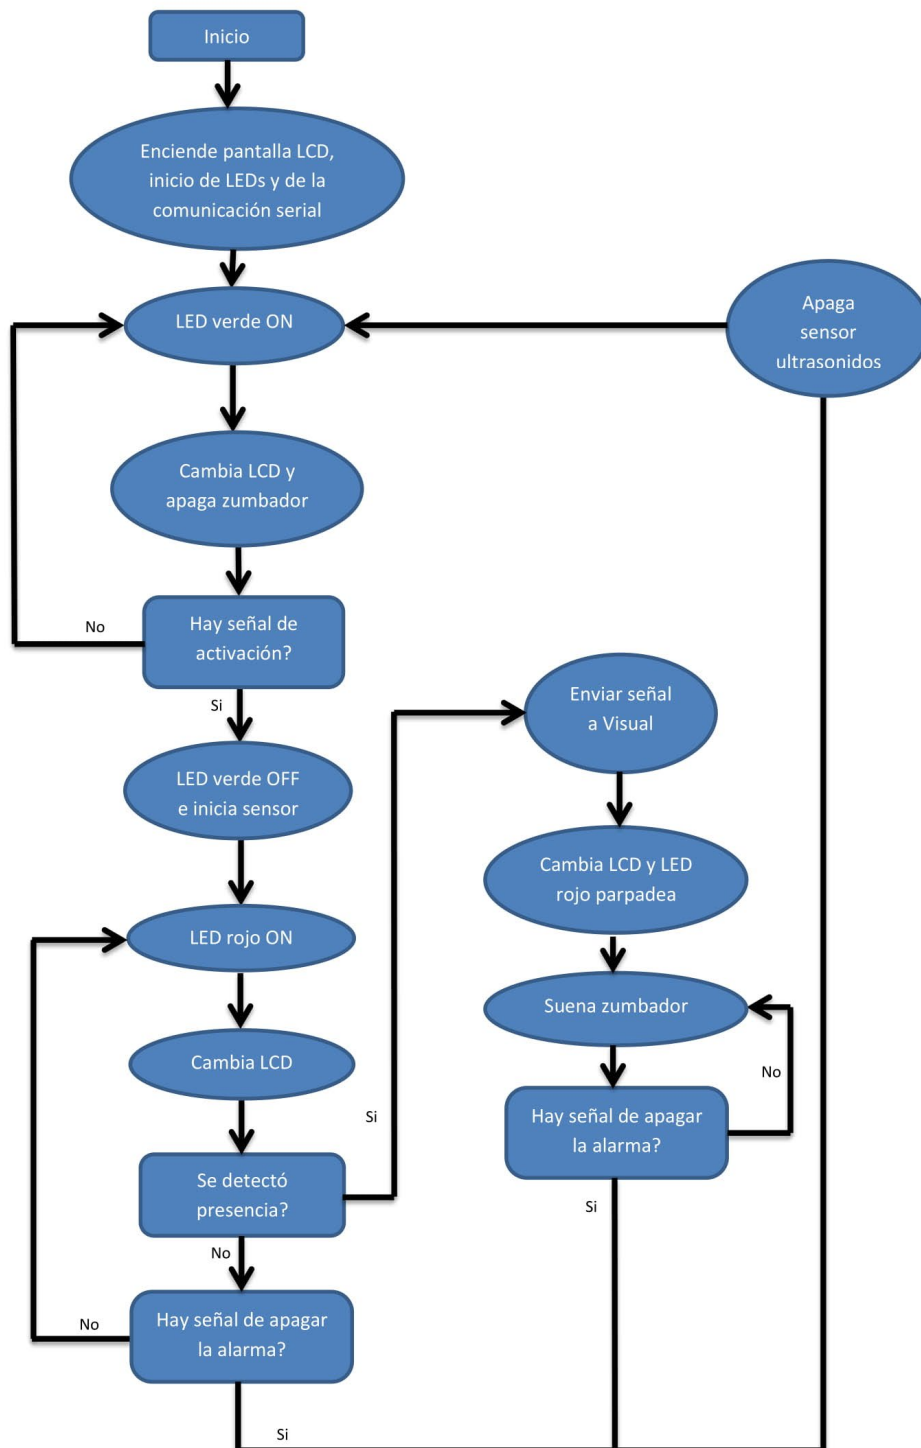 Inicio
Enciende pantalla LCD,
inicio de LEDs y de la
comunicación serial
LED verde ON
Apaga
sensor
ultrasonidos
Cambia LCD y
apaga zumbador
Hay señal de
activación?
No
Si
LED verde OFF
e inicia sensor
LED rojo ON
Cambia LCD
Se detectó
presencia?
Si
No
Hay señal de apagar
la alarma?
No
Si
Enviar señal
a Visual
Cambia LCD y LED
rojo parpadea
Suena zumbador
Hay señal de apagar
la alarma?
No
Si